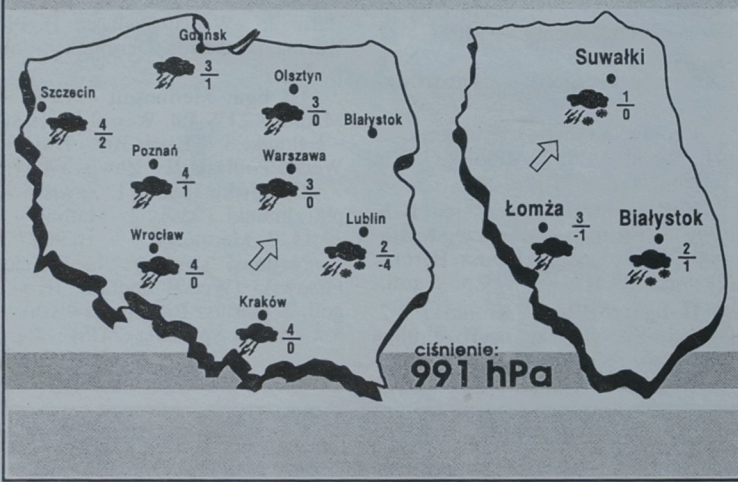 Gdańsk
3
1
Szczecin
4
2
Olsztyn
3
0
Białystok
Poznań
4
1
Warszawa
3
0
Wrocław
4
0
Lublin
2
-4
Kraków
4
0
ciśnienie:
991 hPa
Suwałki
1
0
Łomża
3
-1
Białystok
2
1